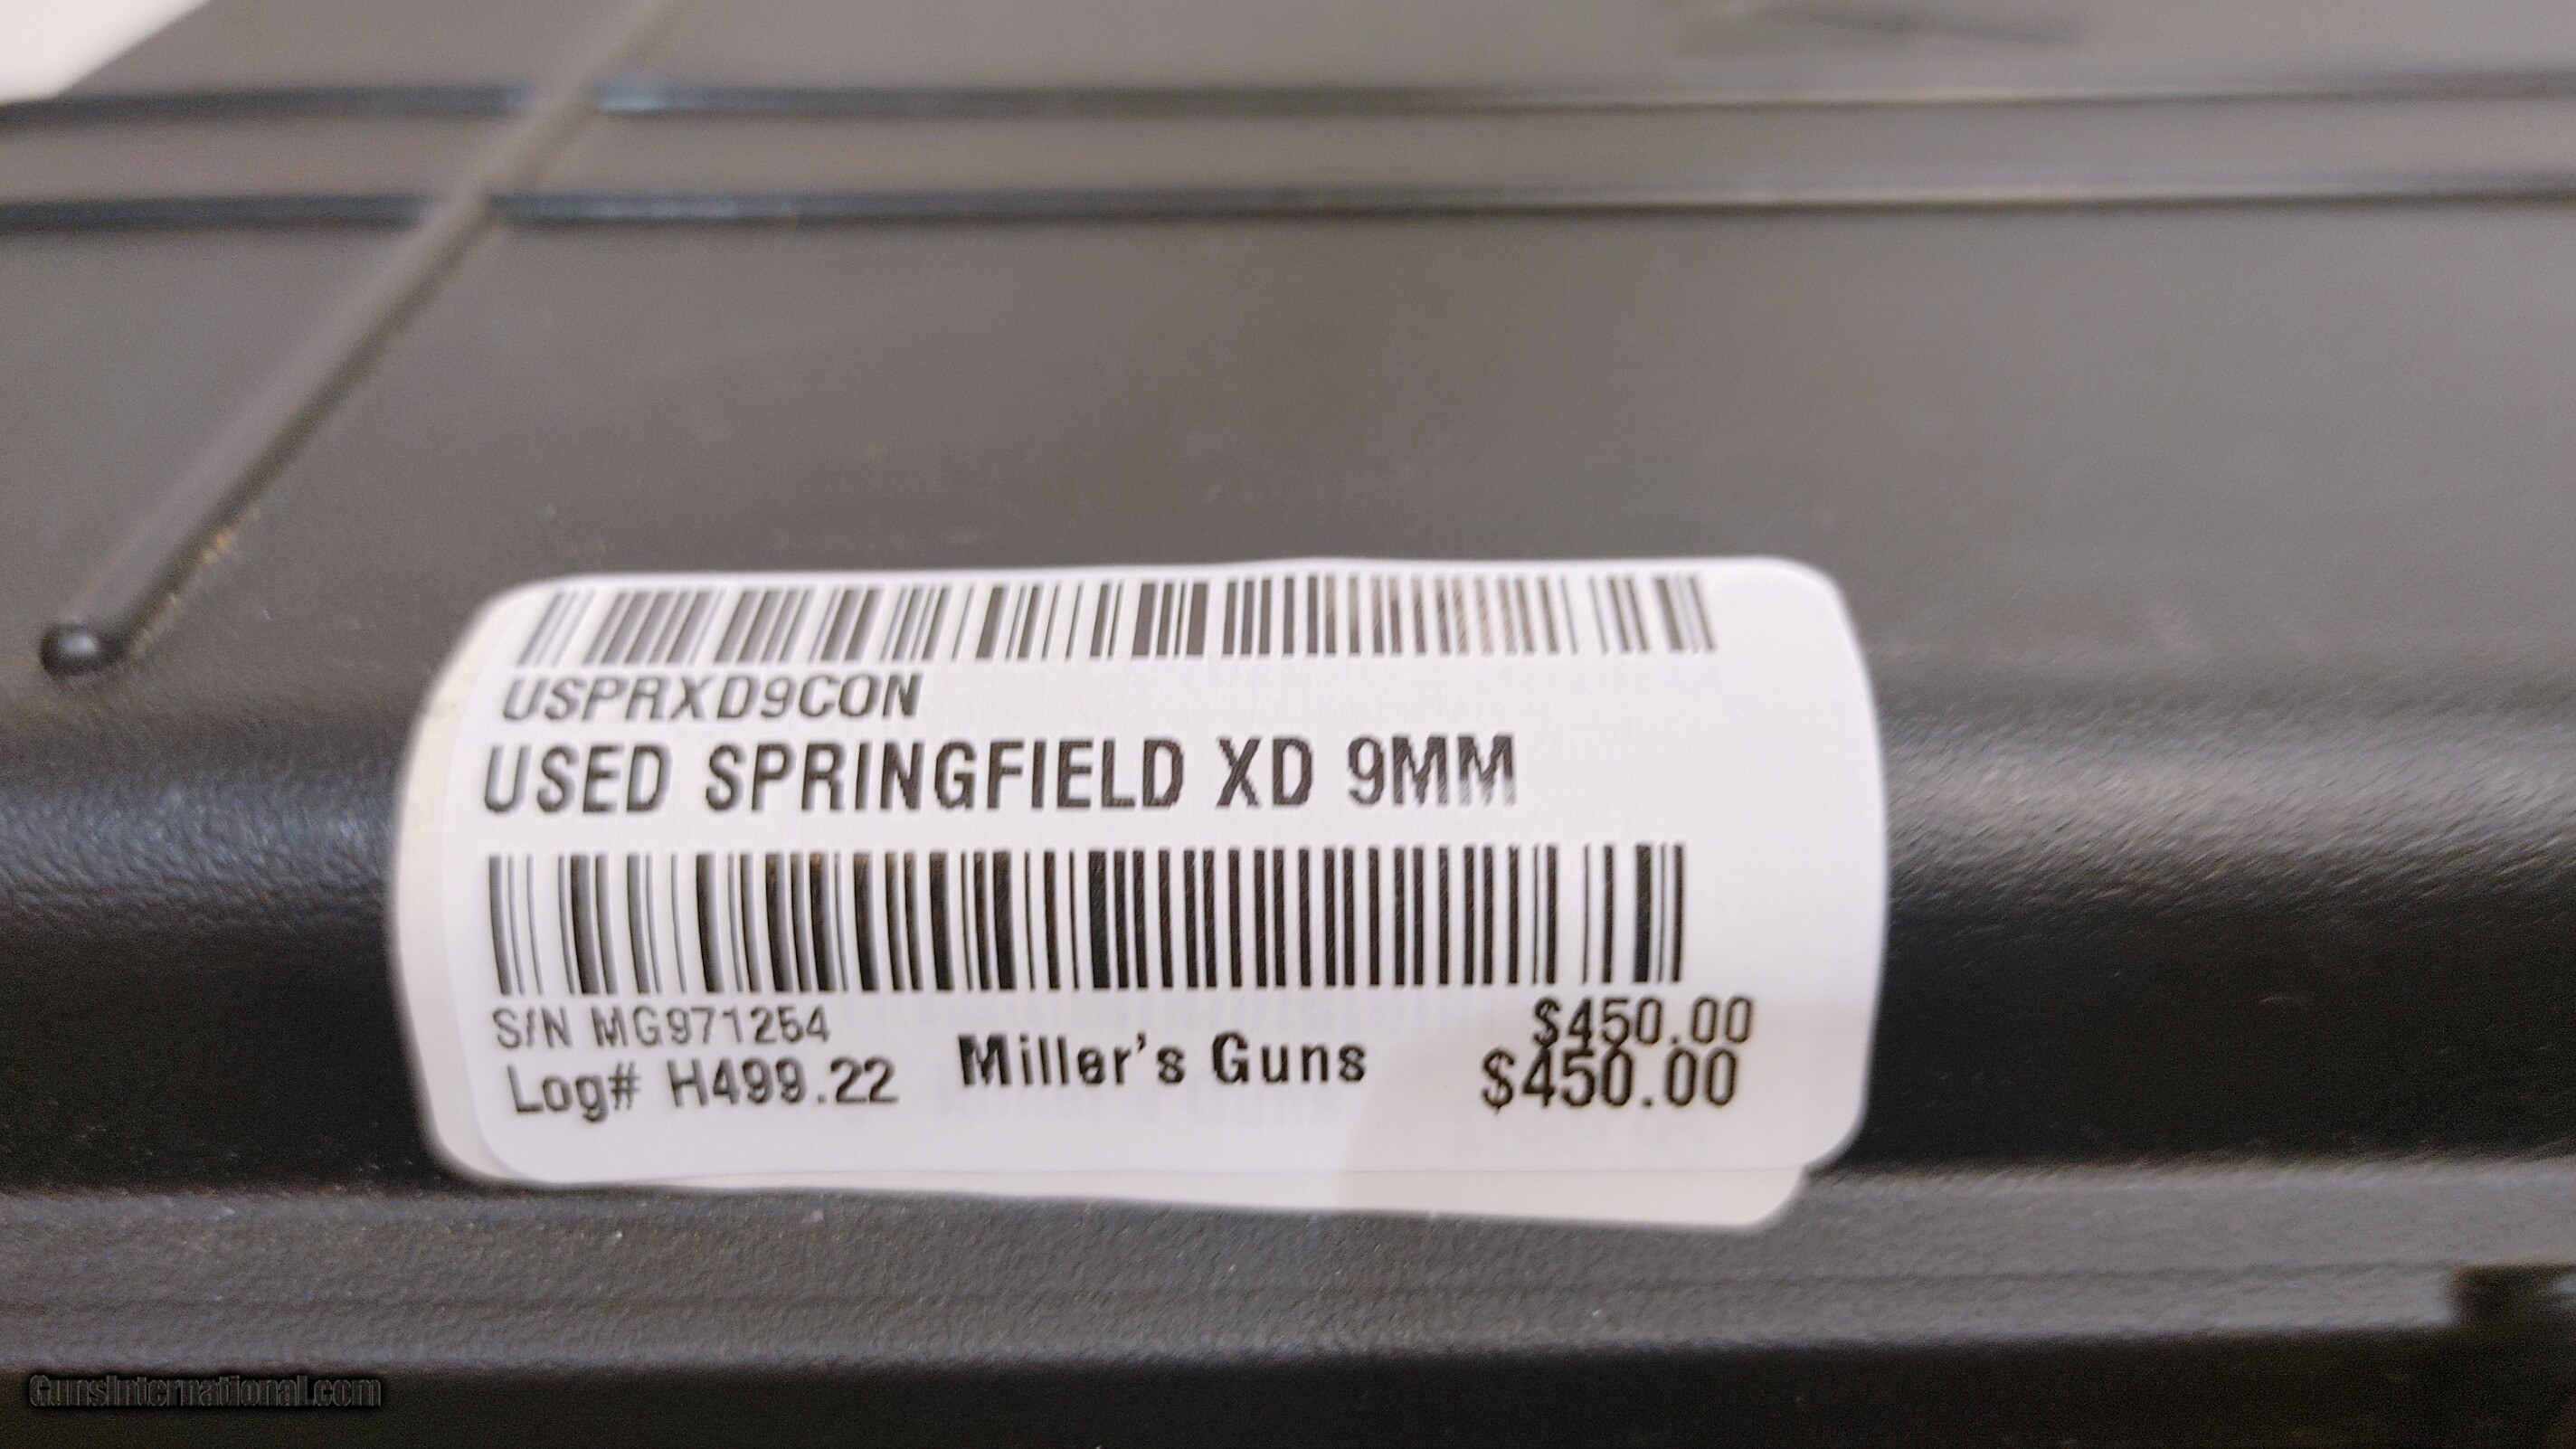 USPRXD9CON
USED SPRINGFIELD XD 9MM
S/N MG971254
$450.00
Log# H499.22
Miller's Guns
$450.00
GunsInternational.com